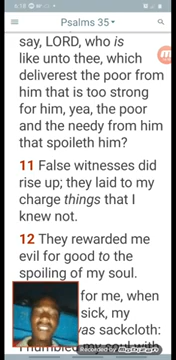 Psalms 35
say, LORD, who is
like unto thee, which
deliverest the poor from
him that is too strong
for him, yea, the poor
and the needy from him
that spoileth him?
11 False witnesses did
rise up; they laid to my
charge things that I
knew not.
12 They rewarded me
evil for good to the
spoiling of my soul.
for me, when
sick, my
was sackcloth:
my soul with